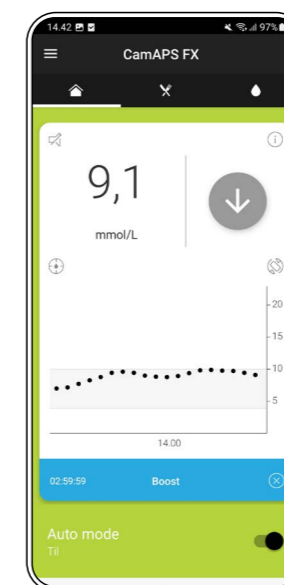 14.42 97%
CamAPS FX
9,1
mmol/L
20
15
10
5
14.00
02:59:59 Boost
Auto mode
Til